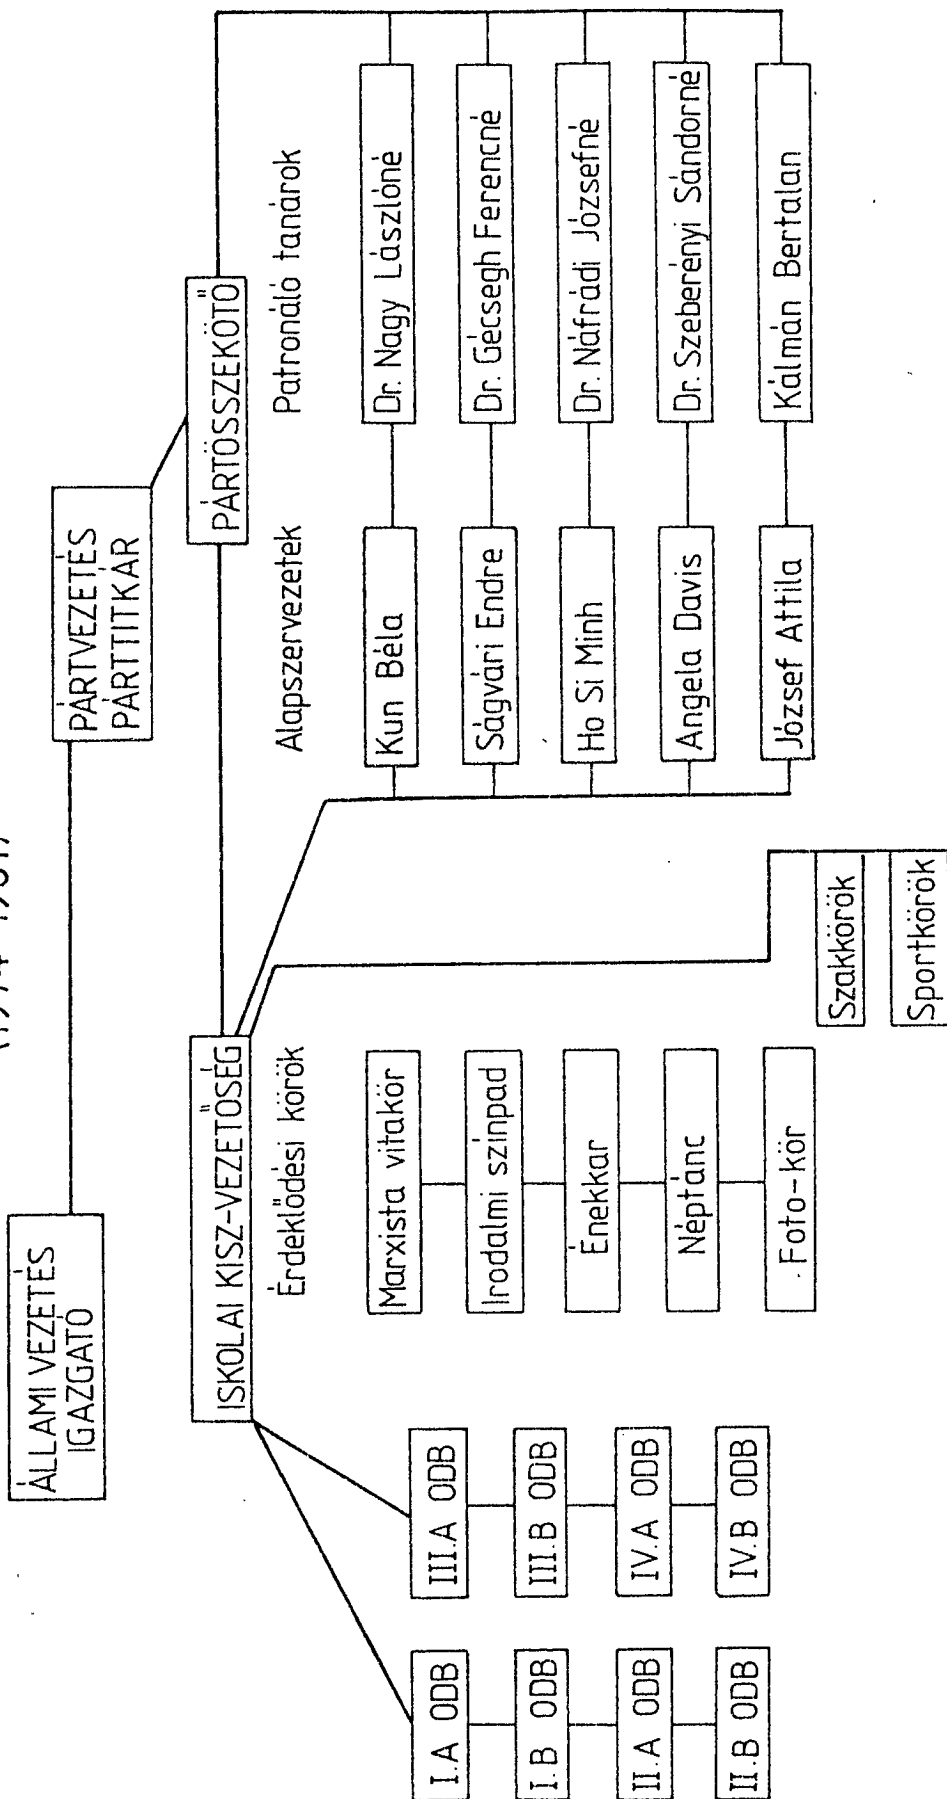 ÁLLAMI VEZETÉS
IGAZGATÓ
PÁRTVEZETÉS
PÁRTTITKÁR
ISKOLAI KISZ-VEZETŐSÉG
PÁRTÖSSZEKÖTŐ
Érdeklődési körök
Alapszervezetek
Patronáló tanárok
I.A ODB
III.A ODB
Marxista vitakör
Kun Béla
Dr. Nagy Lászlóné
I.B ODB
III.B ODB
Irodalmi színpad
Ságvári Endre
Dr. Gécsegh Ferencné
II.A ODB
IV.A ODB
Énekkar
Ho Si Minh
Dr. Náfrádi Józsefné
II.B ODB
IV.B ODB
Néptánc
Angela Davis
Dr. Szeberényi Sándorné
Foto-kör
József Attila
Kálmán Bertalan
Szakkörök
Sportkörök